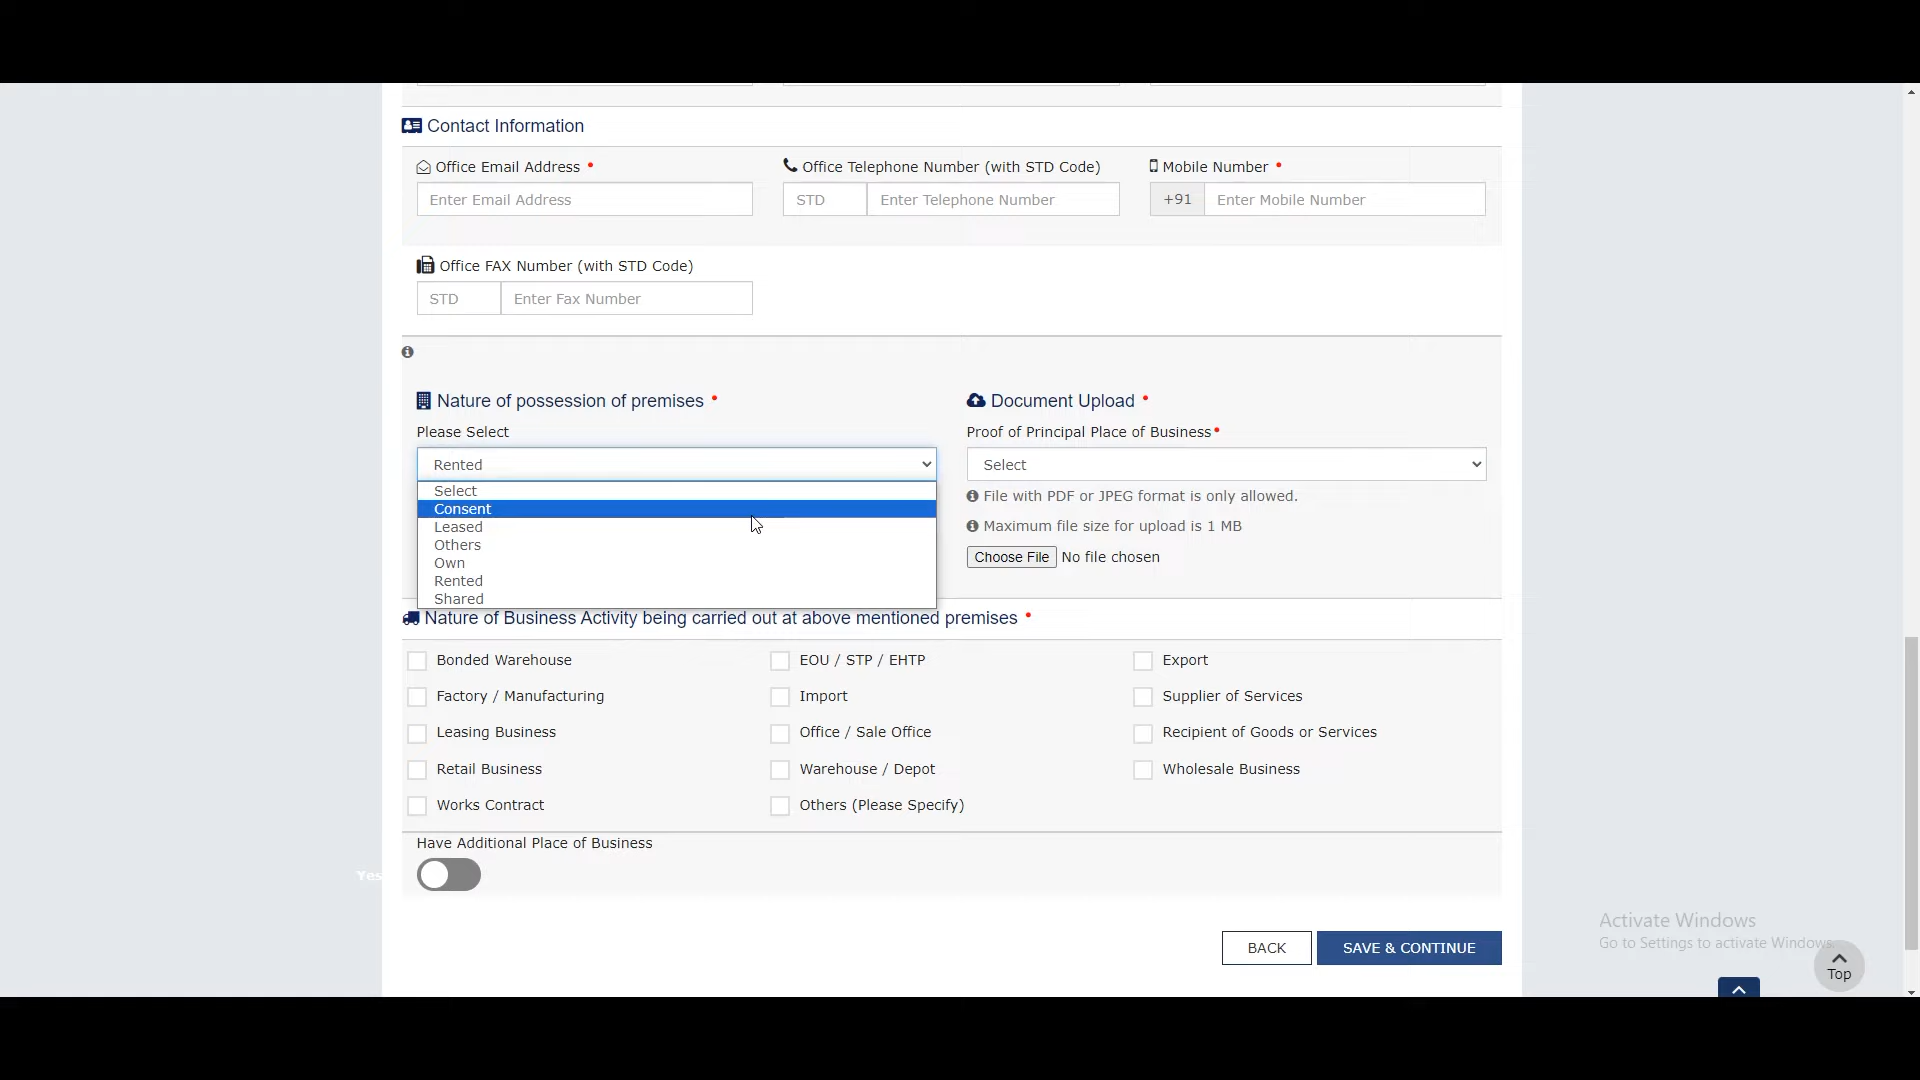 Contact Information
Office Email Address • Office Telephone Number (with STD Code) Mobile Number •
Enter Email Address STD Enter Telephone Number +91 Enter Mobile Number
Office FAX Number (with STD Code)
STD Enter Fax Number
Nature of possession of premises • Document Upload •
Please Select Proof of Principal Place of Business•
Rented Select
Select
Consent
Leased
Others
Own
Rented
Shared
File with PDF or JPEG format is only allowed.
Maximum file size for upload is 1 MB
Choose File No file chosen
Nature of Business Activity being carried out at above mentioned premises •
Bonded Warehouse EOU / STP / EHTP Export
Factory / Manufacturing Import Supplier of Services
Leasing Business Office / Sale Office Recipient of Goods or Services
Retail Business Warehouse / Depot Wholesale Business
Works Contract Others (Please Specify)
Have Additional Place of Business
Yes
BACK SAVE & CONTINUE
Activate Windows
Go to Settings to activate Windows.
Top